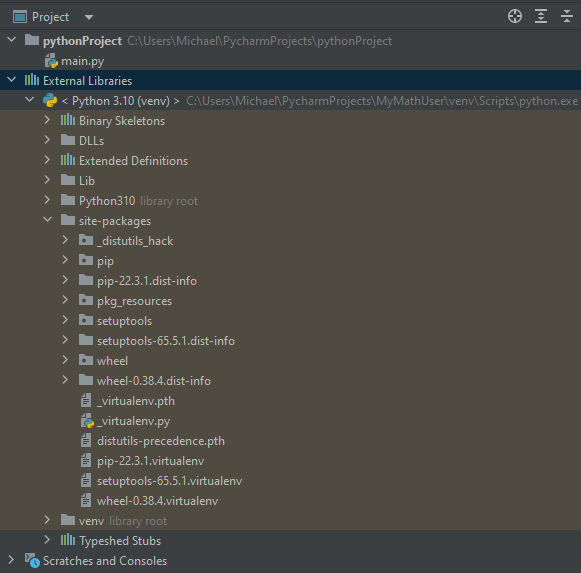 Project
pythonProject C:\Users\Michael\PycharmProjects\pythonProject
main.py
External Libraries
< Python 3.10 (venv) > C:\Users\Michael\PycharmProjects\MyMathUser\venv\Scripts\python.exe
Binary Skeletons
DLLs
Extended Definitions
Lib
Python310 library root
site-packages
_distutils_hack
pip
pip-22.3.1.dist-info
pkg_resources
setuptools
setuptools-65.5.1.dist-info
wheel
wheel-0.38.4.dist-info
_virtualenv.pth
_virtualenv.py
distutils-precedence.pth
pip-22.3.1.virtualenv
setuptools-65.5.1.virtualenv
wheel-0.38.4.virtualenv
venv library root
Typeshed Stubs
Scratches and Consoles